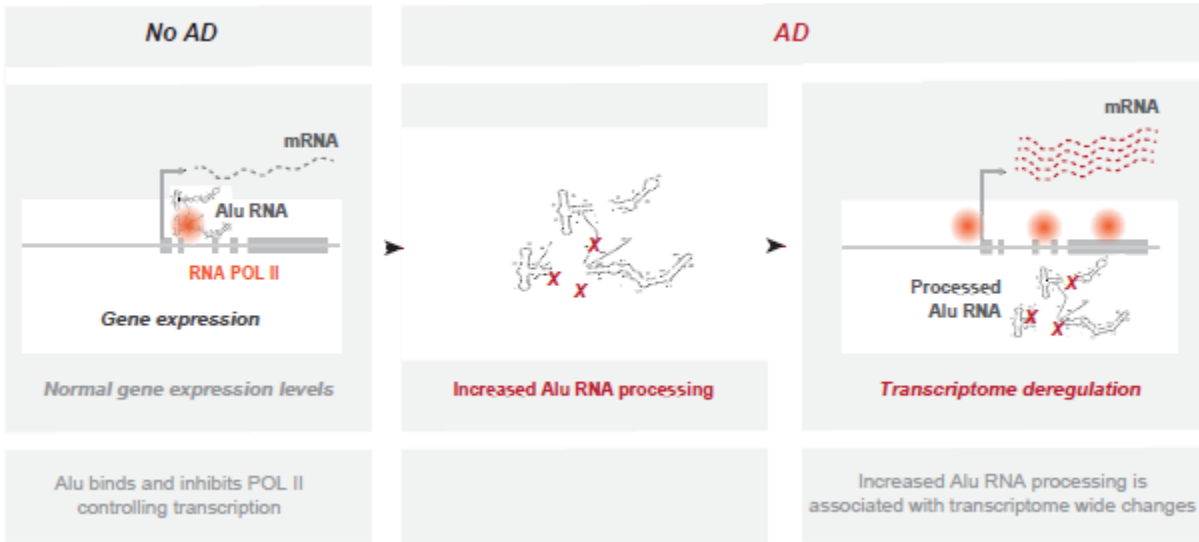 No AD
AD
mRNA
Alu RNA
RNA POL II
Gene expression
Normal gene expression levels
Alu binds and inhibits POL II
controlling transcription
X
X
X
Increased Alu RNA processing
mRNA
Processed
Alu RNA
X
X
X
Transcriptome deregulation
Increased Alu RNA processing is
associated with transcriptome wide changes